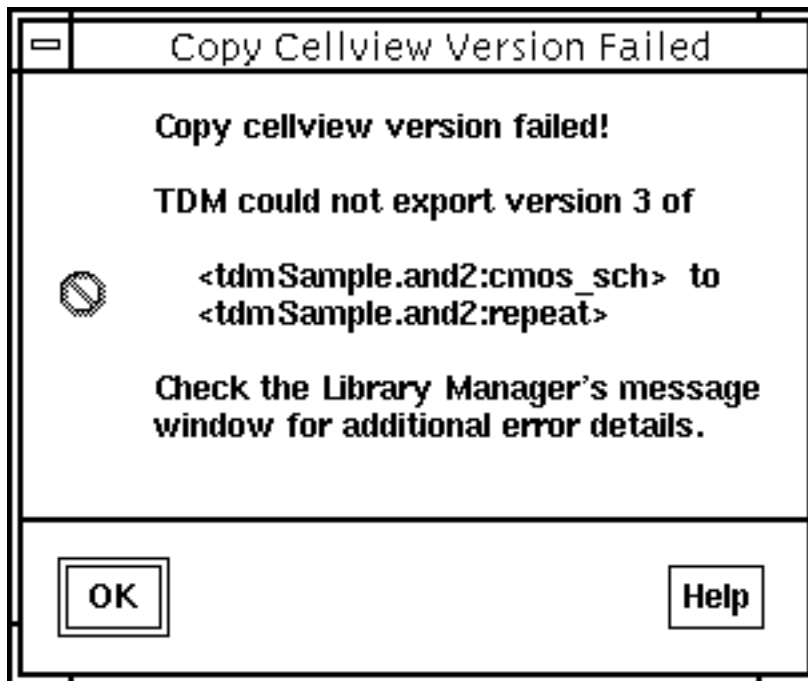 Copy Cellview Version Failed
Copy cellview version failed!
TDM could not export version 3 of
<tdmSample.and2:cmos_sch> to
<tdmSample.and2:repeat>
Check the Library Manager's message
window for additional error details.
OK
Help